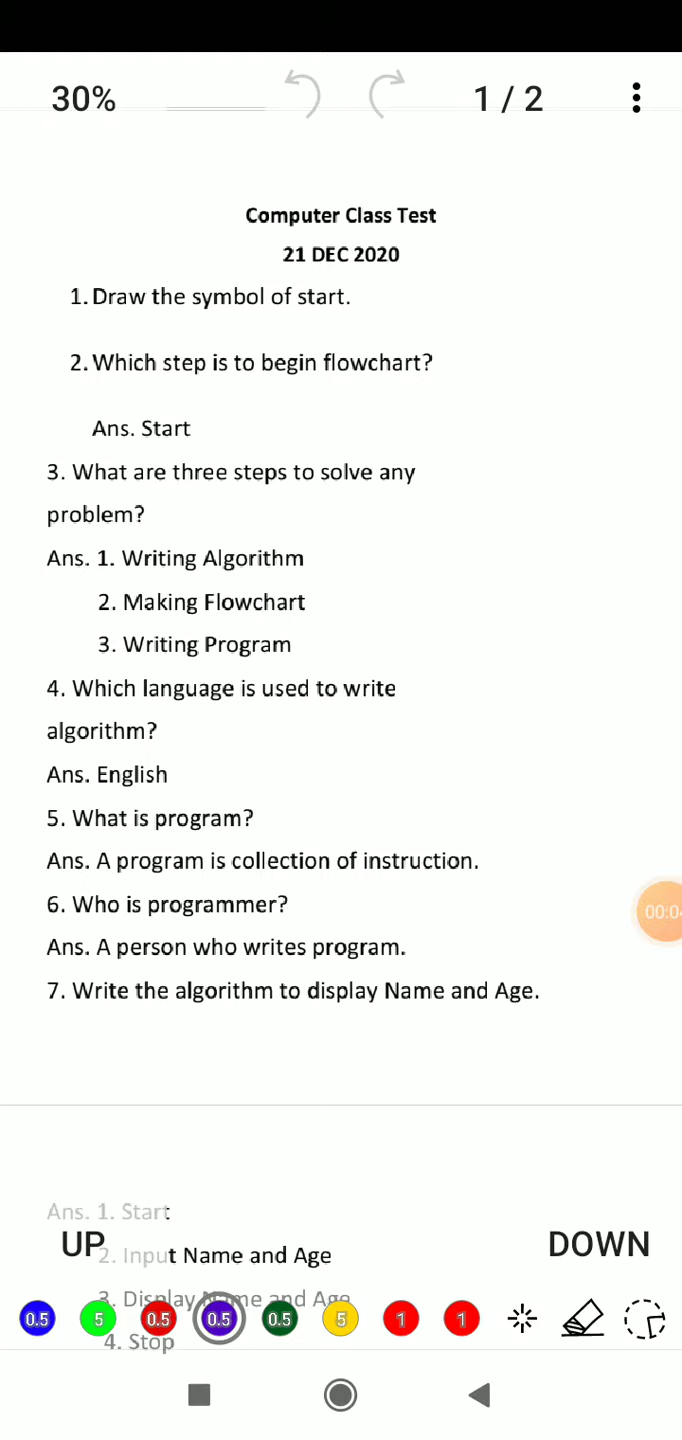 30%
1 / 2
Computer Class Test
21 DEC 2020
1. Draw the symbol of start.
2. Which step is to begin flowchart?
Ans. Start
3. What are three steps to solve any
problem?
Ans. 1. Writing Algorithm
2. Making Flowchart
3. Writing Program
4. Which language is used to write
algorithm?
Ans. English
5. What is program?
Ans. A program is collection of instruction.
6. Who is programmer?
00:04
Ans. A person who writes program.
7. Write the algorithm to display Name and Age.
Ans. 1. Start
UP
DOWN
2. Input Name and Age
3. Display Name and Age
0.5 5 0.5 0.5 0.5 5 1 1
4. Stop